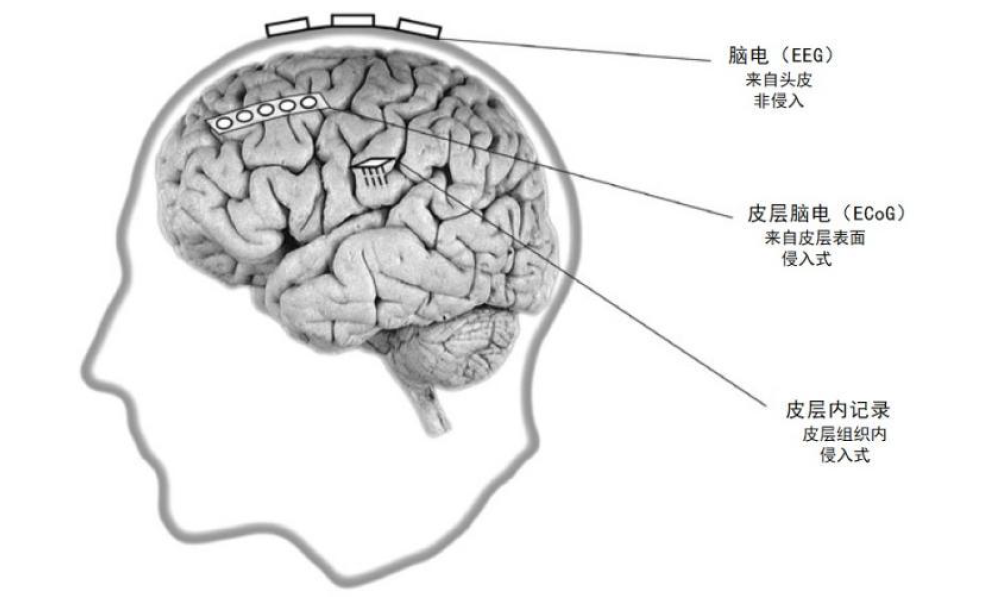 脑电（EEG）
来自头皮
非侵入
皮层脑电（ECoG）
来自皮层表面
侵入式
皮层内记录
皮层组织内
侵入式